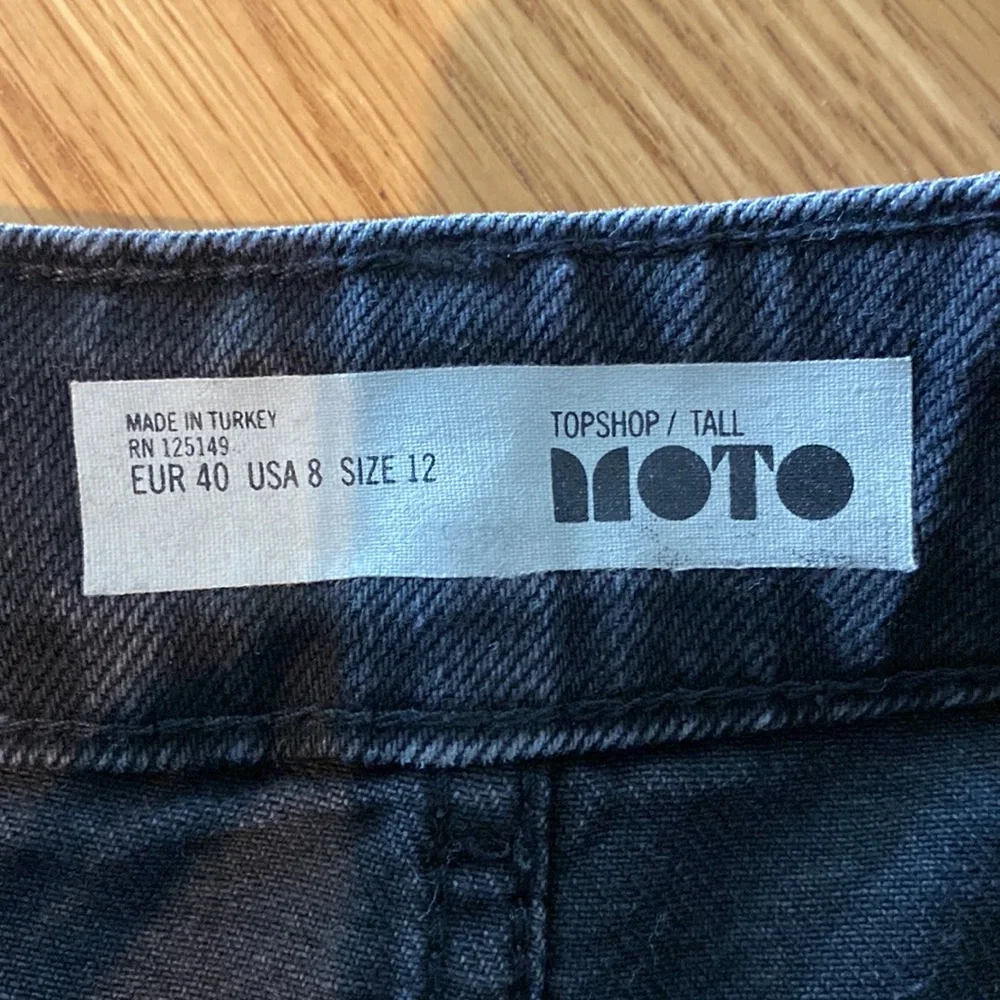 MADE IN TURKEY
RN 125149
EUR 40 USA 8 SIZE 12
TOPSHOP / TALL
MOTO